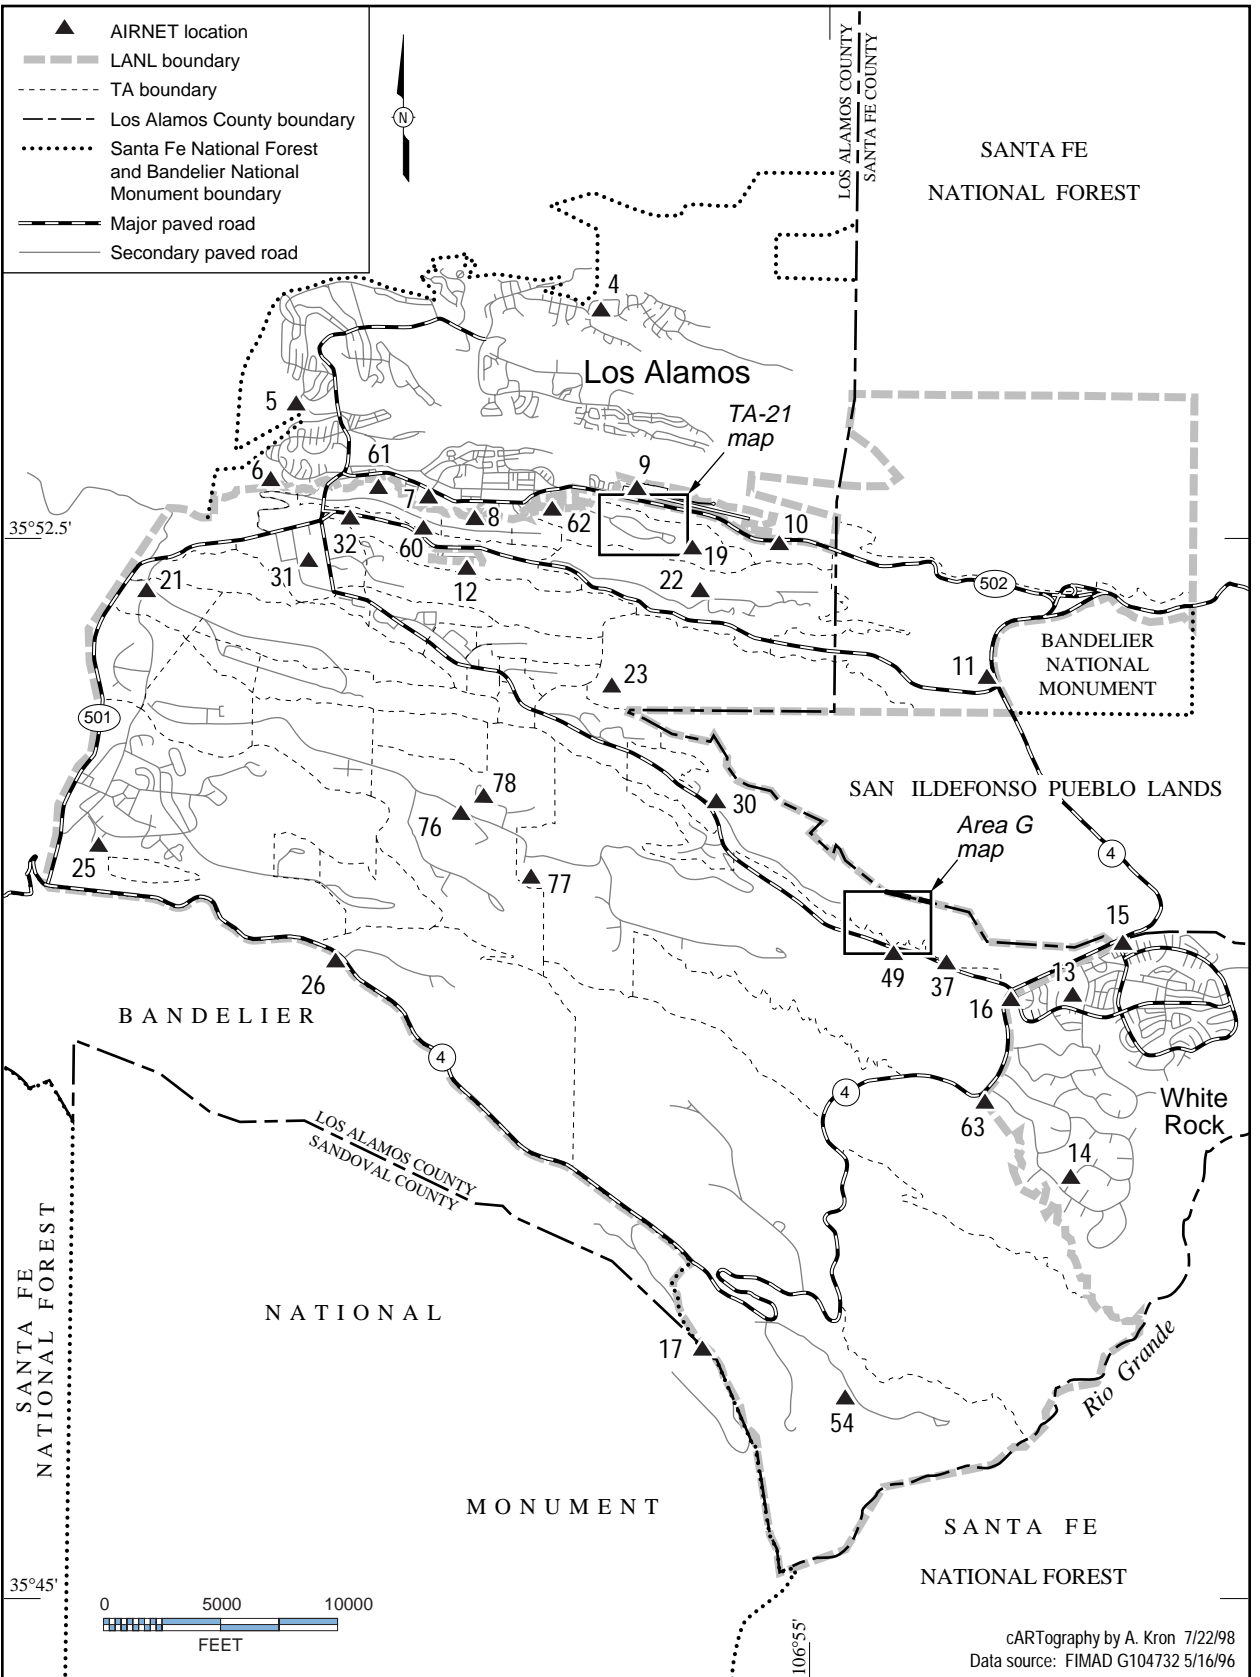 AIRNET location
LANL boundary
TA boundary
Los Alamos County boundary
Santa Fe National Forest
and Bandelier National
Monument boundary
Major paved road
Secondary paved road
N
LOS ALAMOS COUNTY
SANTA FE COUNTY
SANTA FE
NATIONAL FOREST
4
Los Alamos
5
TA-21
map
61
6
9
7
8
62
10
35°52.5'
32
60
19
31
12
22
21
502
BANDELIER
NATIONAL
MONUMENT
11
23
501
78
76
30
SAN ILDEFONSO PUEBLO LANDS
Area G
map
4
25
77
15
26
49
37
13
16
BANDELIER
4
4
White
Rock
63
LOS ALAMOS COUNTY
SANDOVAL COUNTY
14
SANTA FE
NATIONAL FOREST
NATIONAL
17
Rio Grande
54
MONUMENT
SANTA FE
NATIONAL FOREST
35°45'
0 5000 10000
FEET
106°55'
cARTography by A. Kron 7/22/98
Data source: FIMAD G104732 5/16/96